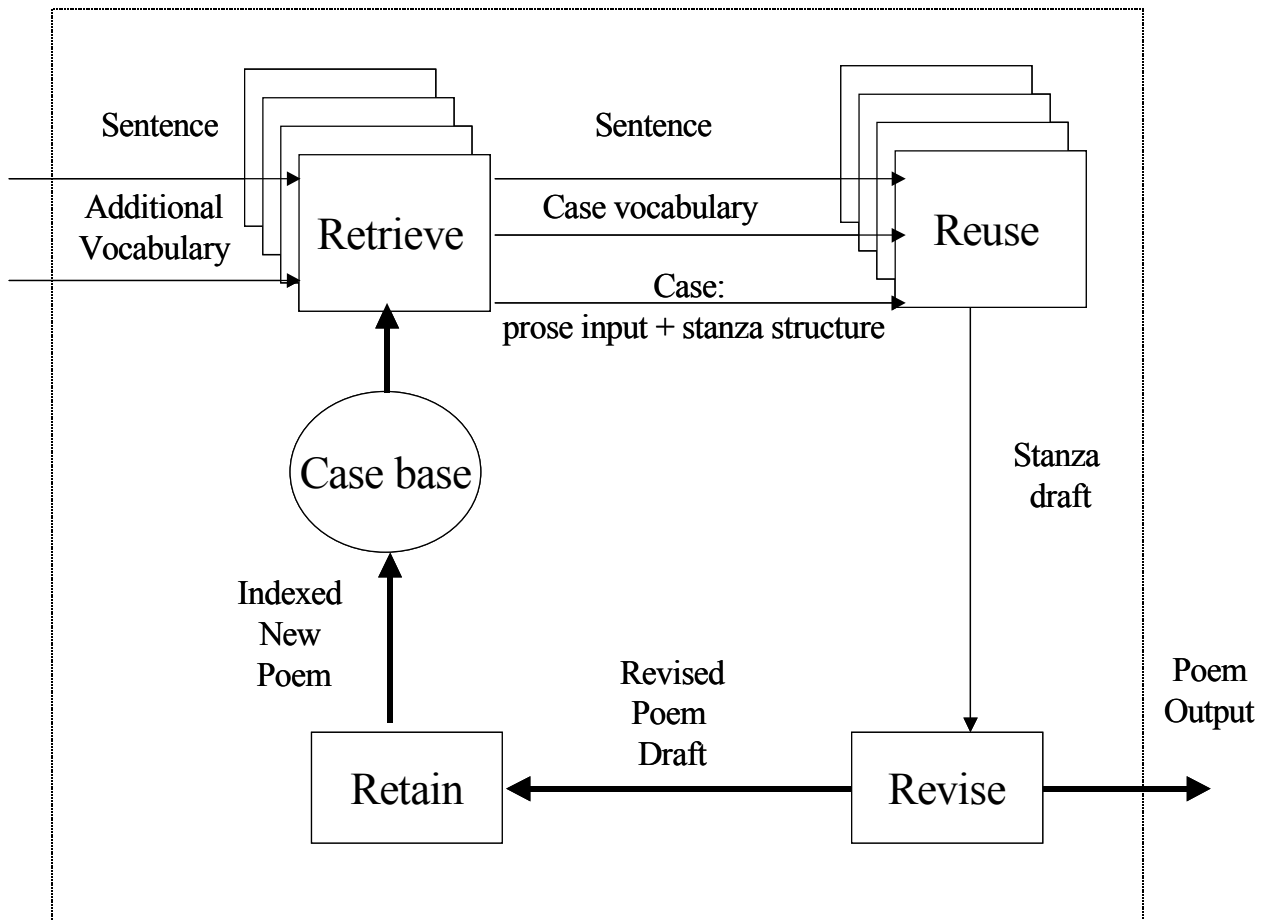 Sentence
Additional
Vocabulary
Retrieve
Sentence
Case vocabulary
Case:
prose input + stanza structure
Reuse
Case base
Stanza
draft
Indexed
New
Poem
Revised
Poem
Draft
Poem
Output
Retain
Revise